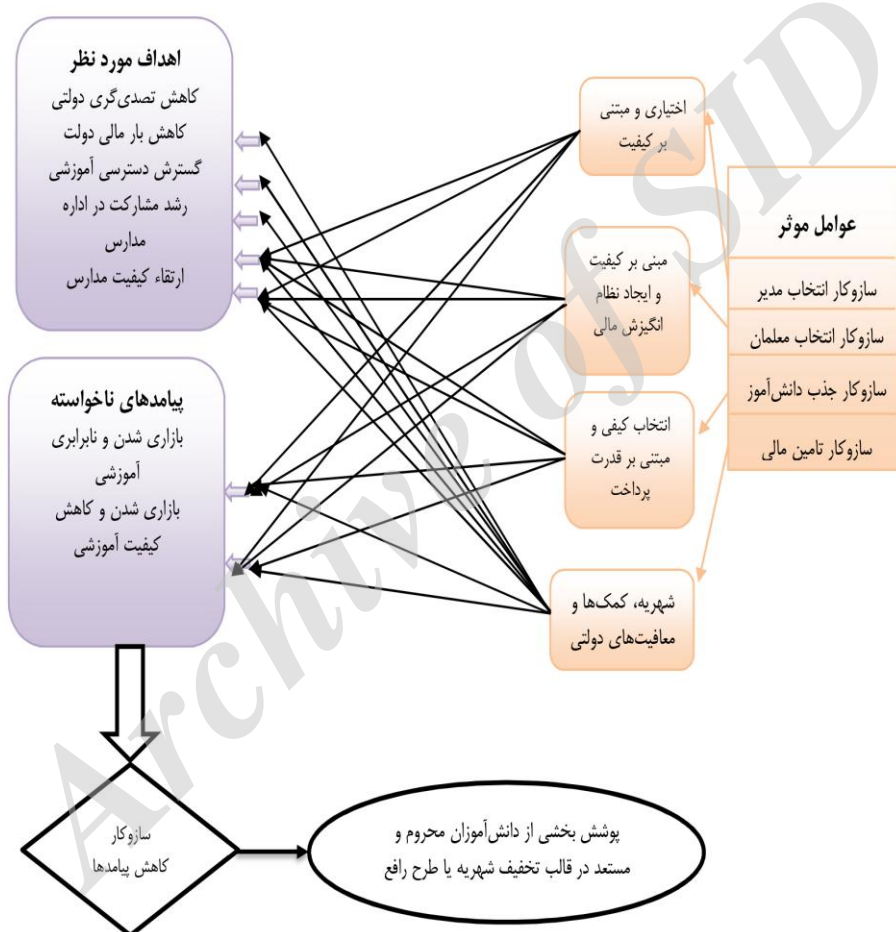 عوامل موثر
سازوکار انتخاب مدیر
سازوکار انتخاب معلمان
سازوکار جذب دانش‌آموز
سازوکار تامین مالی
اختیاری و مبتنی
بر کیفیت
مبنی بر کیفیت
و ایجاد نظام
انگیزش مالی
انتخاب کیفی و
مبتنی بر قدرت
پرداخت
شهریه، کمک‌ها و
معافیت‌های دولتی
اهداف مورد نظر
کاهش تصدی‌گری دولتی
کاهش بار مالی دولت
گسترش دسترسی آموزشی
رشد مشارکت در اداره
مدارس
ارتقاء کیفیت مدارس
پیامدهای ناخواسته
بازاری شدن و نابرابری
آموزشی
بازاری شدن و کاهش
کیفیت آموزشی
سازوکار
کاهش پیامدها
پوشش بخشی از دانش‌آموزان محروم و
مستعد در قالب تخفیف شهریه یا طرح رافع
Archive of SID